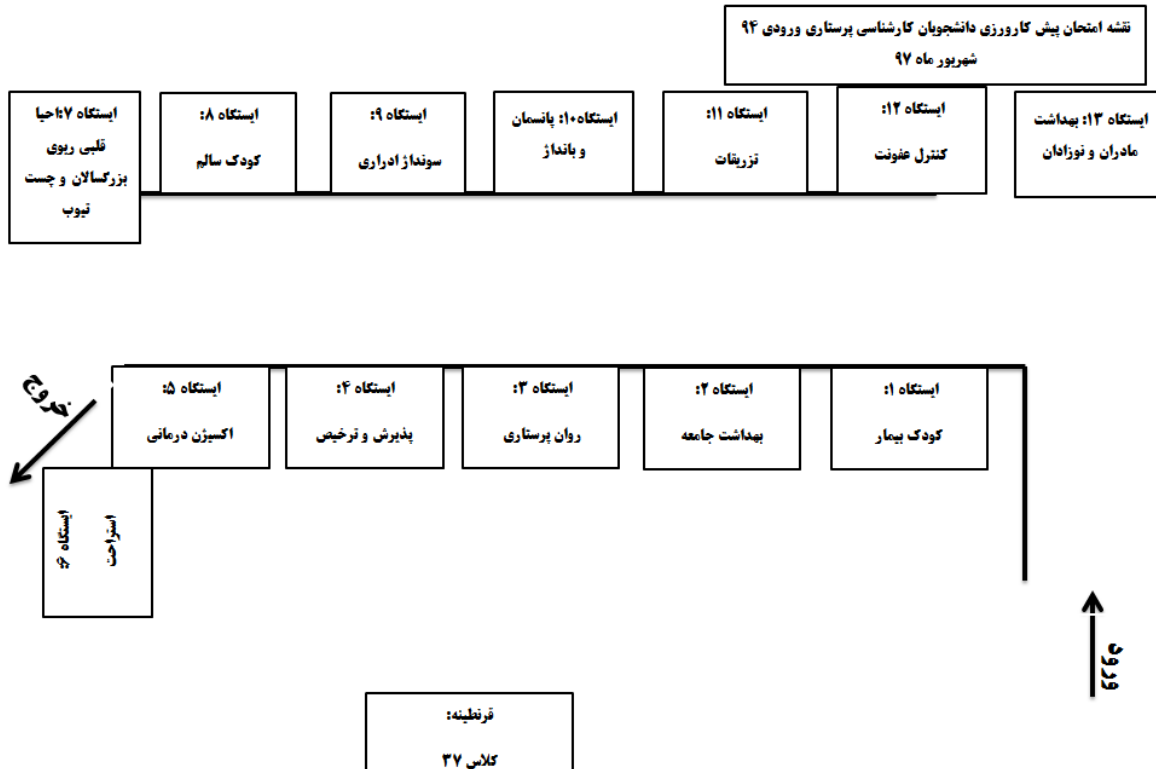 نقشه امتحان پیش کارورزی دانشجویان کارشناسی پرستاری ورودی ۹۴
شهریور ماه ۹۷
ایستگاه ۱۳: بهداشت
مادران و نوزادان
ایستگاه ۱۲:
کنترل عفونت
ایستگاه ۱۱:
تزریقات
ایستگاه۱۰: پانسمان
و بانداژ
ایستگاه ۹:
سونداژ ادراری
ایستگاه ۸:
کودک سالم
ایستگاه ۷:احیا
قلبی ریوی
بزرگسالان و چست
تیوب
ایستگاه ۱:
کودک بیمار
ایستگاه ۲:
بهداشت جامعه
ایستگاه ۳:
روان پرستاری
ایستگاه ۴:
پذیرش و ترخیص
ایستگاه ۵:
اکسیژن درمانی
خروج
ایستگاه ۶:
استراحت
ورود
قرنطینه:
کلاس ۳۷